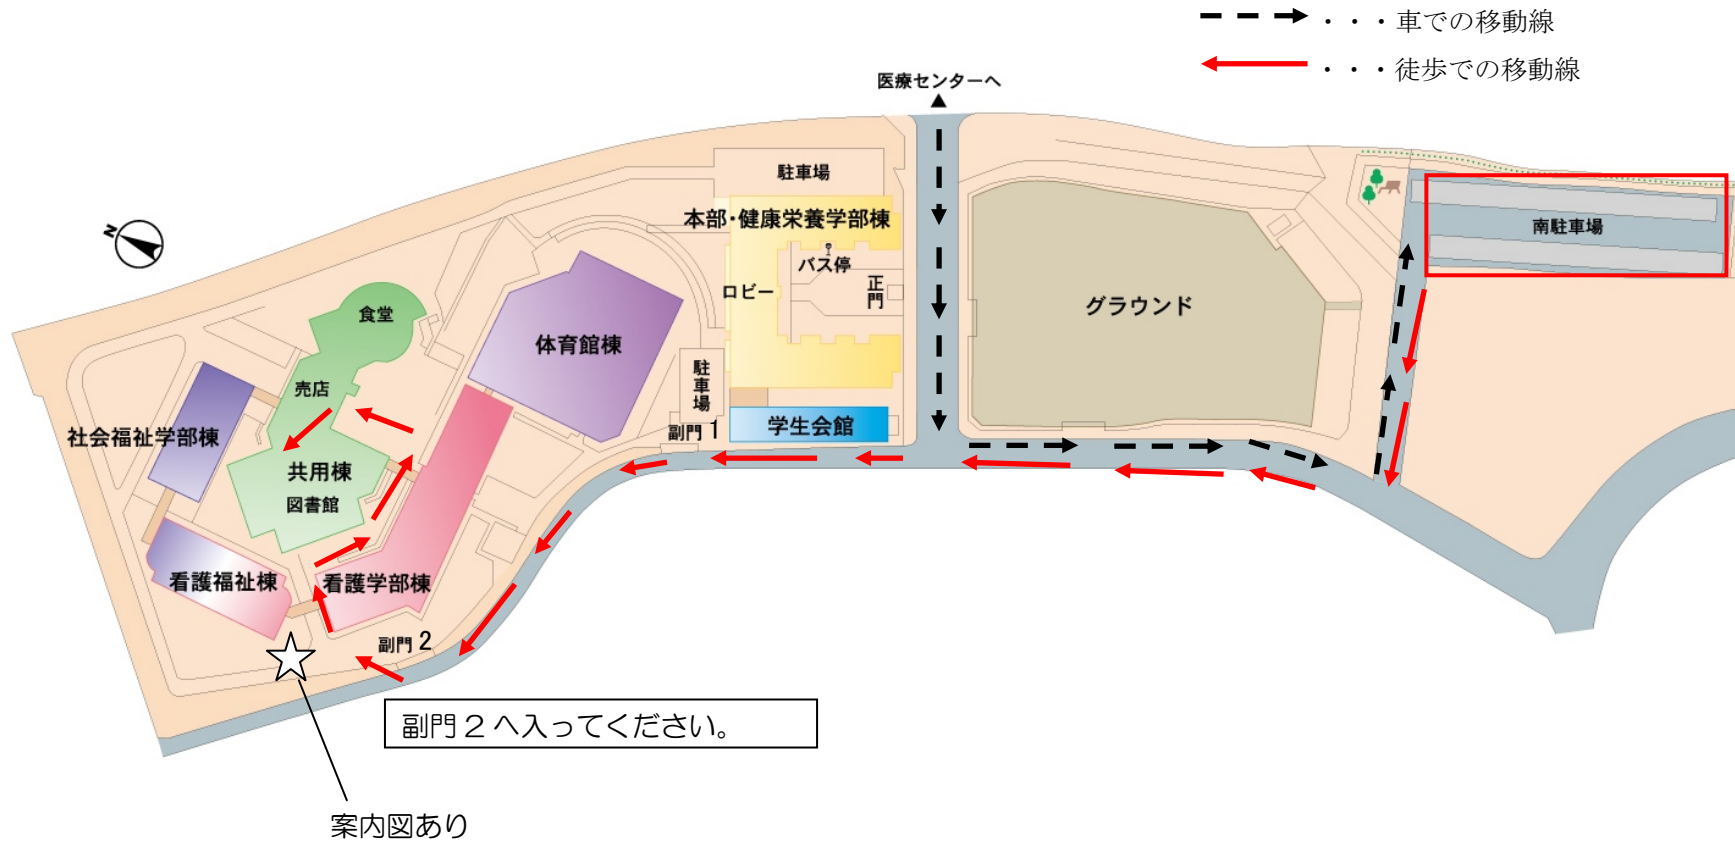 ・・・車での移動線
・・・徒歩での移動線
医療センターへ
駐車場
本部・健康栄養学部棟
バス停
ロビー
正門
南駐車場
グラウンド
N
食堂
体育館棟
売店
駐車場
学生会館
副門 1
社会福祉学部棟
共用棟
図書館
看護福祉棟
看護学部棟
副門 2
副門２へ入ってください。
案内図あり